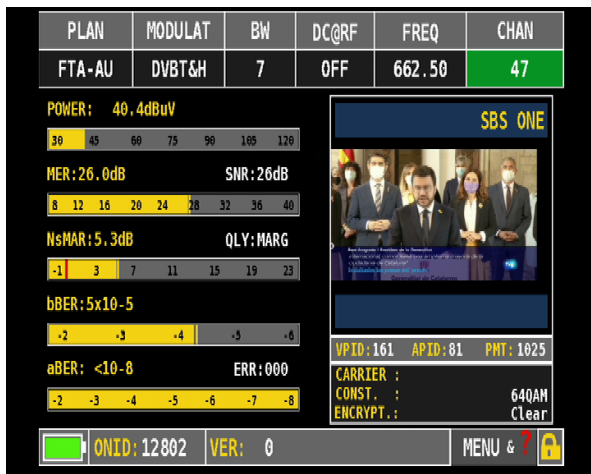 PLAN MODULAT BW DC@RF FREQ CHAN
FTA-AU DVBT&H 7 OFF 662.50 47
POWER: 40.4dBuV
30 45 60 75 90 105 120
MER:26.0dB SNR:26dB
8 12 16 20 24 28 32 36 40
NsMAR:5.3dB QLY:MARG
-1 3 7 11 15 19 23
bBER:5x10-5
-2 -3 -4 -5 -6
aBER: <10-8 ERR:000
-2 -3 -4 -5 -6 -7 -8
SBS ONE
VPID:161 APID:81 PMT:1025
CARRIER :
CONST. : 64QAM
ENCRYPT.: Clear
ONID:12802 VER: 0 MENU & ?